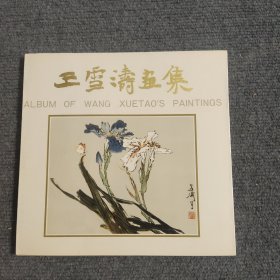 王雪涛画集
ALBUM OF WANG XUETAO'S PAINTINGS